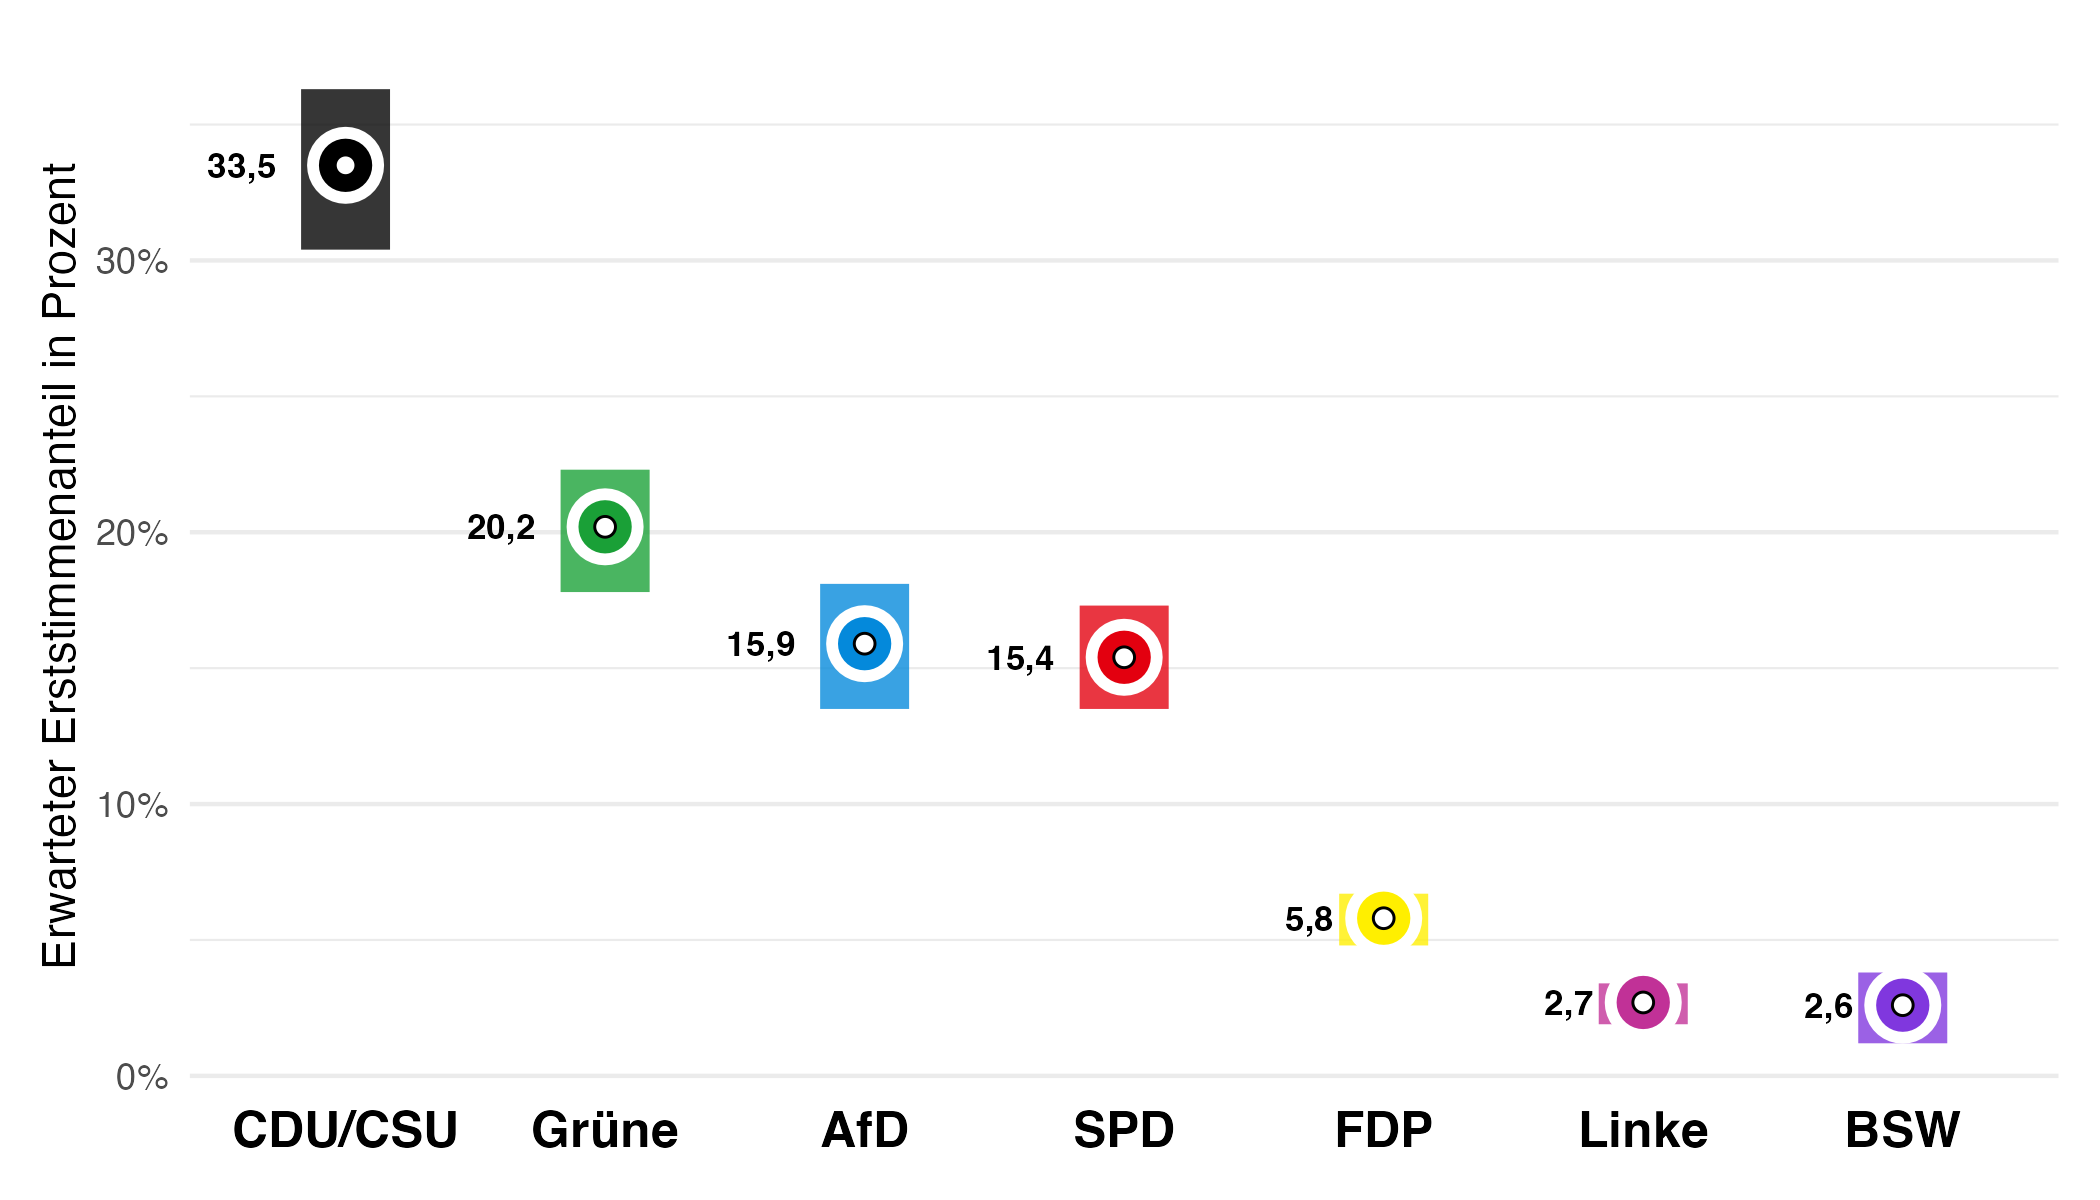 Erwarteter Erststimmenanteil in Prozent
30%
20%
10%
0%
33,5
20,2
15,9
15,4
5,8
2,7
2,6
CDU/CSU
Grüne
AfD
SPD
FDP
Linke
BSW